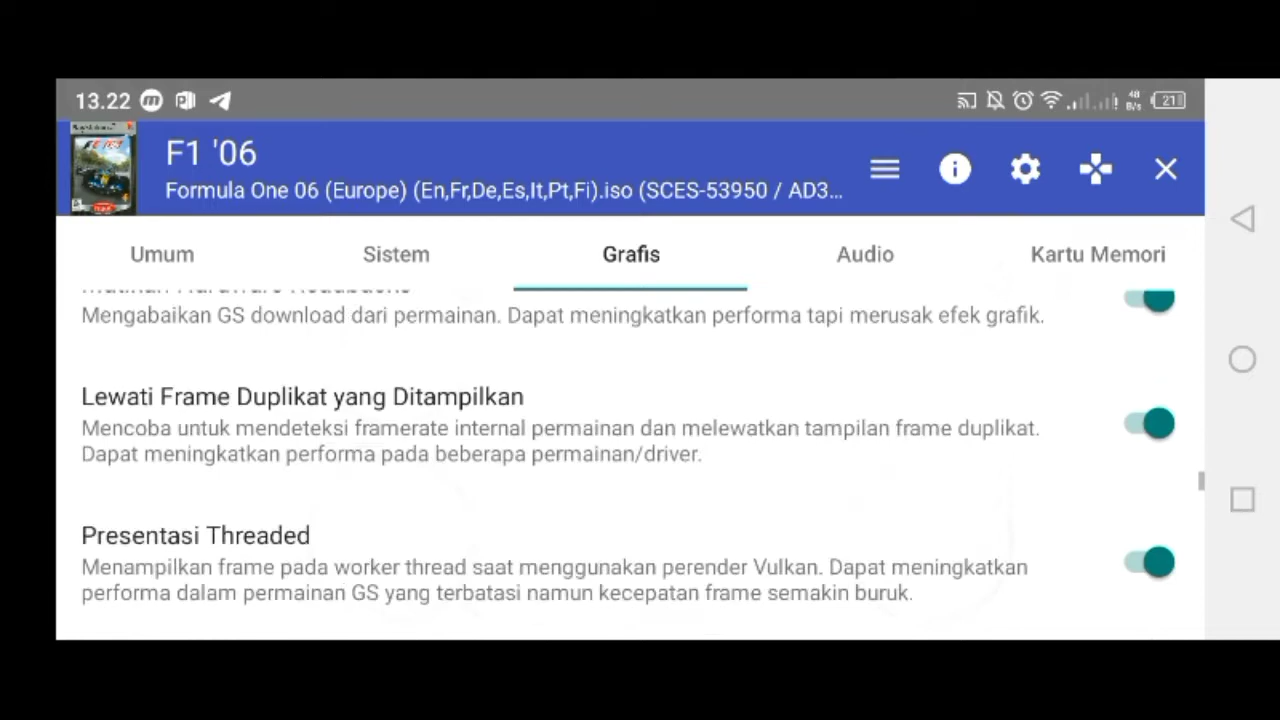 13.22
48
B/s
21
F1 '06
Formula One 06 (Europe) (En,Fr,De,Es,It,Pt,Fi).iso (SCES-53950 / AD3...
Umum Sistem Grafis Audio Kartu Memori
Mengabaikan GS download dari permainan. Dapat meningkatkan performa tapi merusak efek grafik.
Lewati Frame Duplikat yang Ditampilkan
Mencoba untuk mendeteksi framerate internal permainan dan melewatkan tampilan frame duplikat.
Dapat meningkatkan performa pada beberapa permainan/driver.
Presentasi Threaded
Menampilkan frame pada worker thread saat menggunakan perender Vulkan. Dapat meningkatkan
performa dalam permainan GS yang terbatasi namun kecepatan frame semakin buruk.